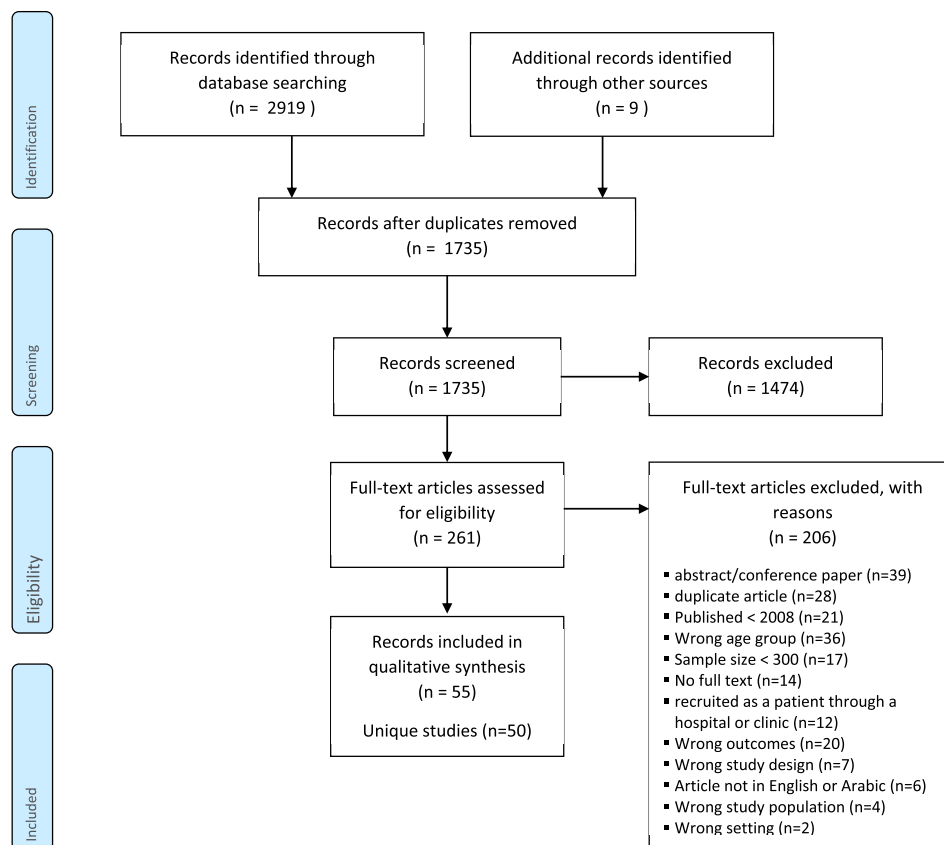 Identification
Records identified through
database searching
(n = 2919 )
Additional records identified
through other sources
(n = 9 )
Records after duplicates removed
(n = 1735)
Screening
Records screened
(n = 1735)
Records excluded
(n = 1474)
Eligibility
Full-text articles assessed
for eligibility
(n = 261)
Full-text articles excluded, with
reasons
(n = 206)
▪ abstract/conference paper (n=39)
▪ duplicate article (n=28)
▪ Published < 2008 (n=21)
▪ Wrong age group (n=36)
▪ Sample size < 300 (n=17)
▪ No full text (n=14)
▪ recruited as a patient through a
hospital or clinic (n=12)
▪ Wrong outcomes (n=20)
▪ Wrong study design (n=7)
▪ Article not in English or Arabic (n=6)
▪ Wrong study population (n=4)
▪ Wrong setting (n=2)
Included
Records included in
qualitative synthesis
(n = 55)
Unique studies (n=50)